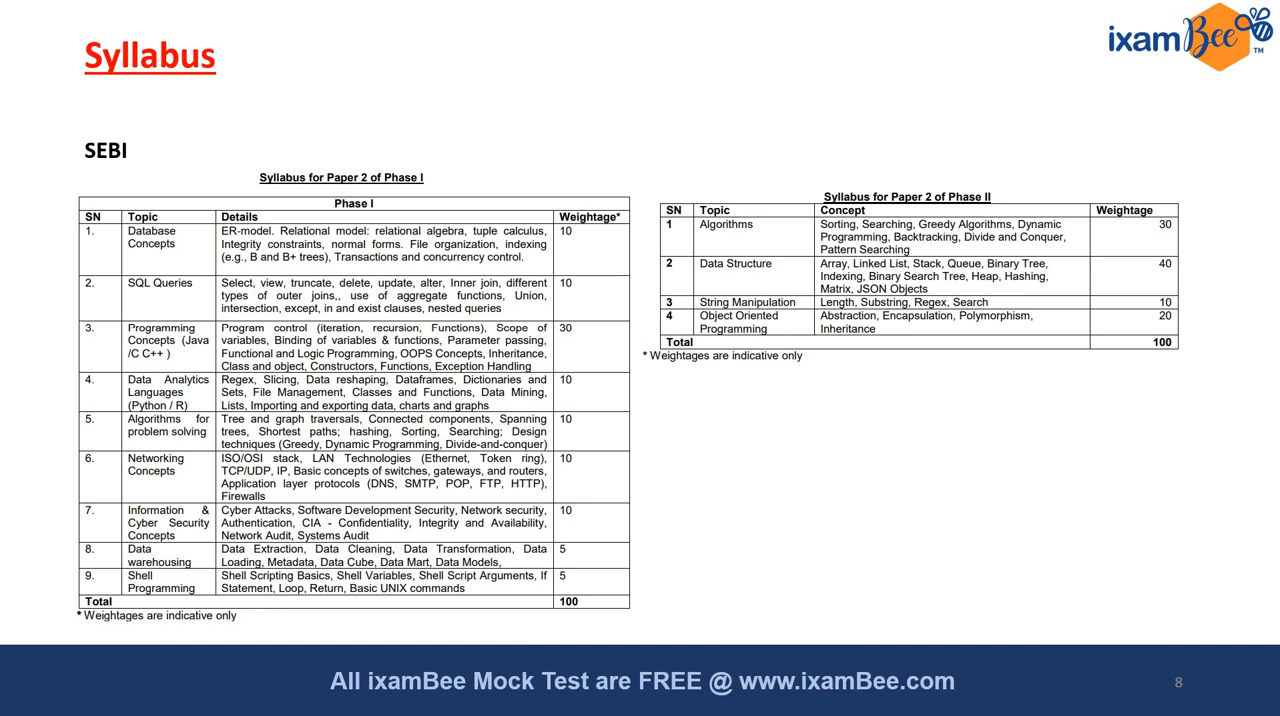 Syllabus
ixamBee
TM
SEBI
Syllabus for Paper 2 of Phase I
Phase I
SN Topic Details Weightage*
1. Database ER-model. Relational model: relational algebra, tuple calculus, 10
Concepts Integrity constraints, normal forms. File organization, indexing
(e.g., B and B+ trees), Transactions and concurrency control.
2. SQL Queries Select, view, truncate, delete, update, alter, Inner join, different 10
types of outer joins,, use of aggregate functions, Union,
intersection, except, in and exist clauses, nested queries
3. Programming Program control (iteration, recursion, Functions), Scope of 30
Concepts (Java variables, Binding of variables & functions, Parameter passing,
/C C++ ) Functional and Logic Programming, OOPS Concepts, Inheritance,
Class and object, Constructors, Functions, Exception Handling
4. Data Analytics Regex, Slicing, Data reshaping, Dataframes, Dictionaries and 10
Languages Sets, File Management, Classes and Functions, Data Mining,
(Python / R) Lists, Importing and exporting data, charts and graphs
5. Algorithms for Tree and graph traversals, Connected components, Spanning 10
problem solving trees, Shortest paths; hashing, Sorting, Searching; Design
techniques (Greedy, Dynamic Programming, Divide-and-conquer)
6. Networking ISO/OSI stack, LAN Technologies (Ethernet, Token ring), 10
Concepts TCP/UDP, IP, Basic concepts of switches, gateways, and routers,
Application layer protocols (DNS, SMTP, POP, FTP, HTTP),
Firewalls
7. Information & Cyber Attacks, Software Development Security, Network security, 10
Cyber Security Authentication, CIA - Confidentiality, Integrity and Availability,
Concepts Network Audit, Systems Audit
8. Data Data Extraction, Data Cleaning, Data Transformation, Data 5
warehousing Loading, Metadata, Data Cube, Data Mart, Data Models,
9. Shell Shell Scripting Basics, Shell Variables, Shell Script Arguments, If 5
Programming Statement, Loop, Return, Basic UNIX commands
Total 100
* Weightages are indicative only
Syllabus for Paper 2 of Phase II
SN Topic Concept Weightage
1 Algorithms Sorting, Searching, Greedy Algorithms, Dynamic 30
Programming, Backtracking, Divide and Conquer,
Pattern Searching
2 Data Structure Array, Linked List, Stack, Queue, Binary Tree, 40
Indexing, Binary Search Tree, Heap, Hashing,
Matrix, JSON Objects
3 String Manipulation Length, Substring, Regex, Search 10
4 Object Oriented Abstraction, Encapsulation, Polymorphism, 20
Programming Inheritance
Total 100
* Weightages are indicative only
All ixamBee Mock Test are FREE @ www.ixamBee.com
8